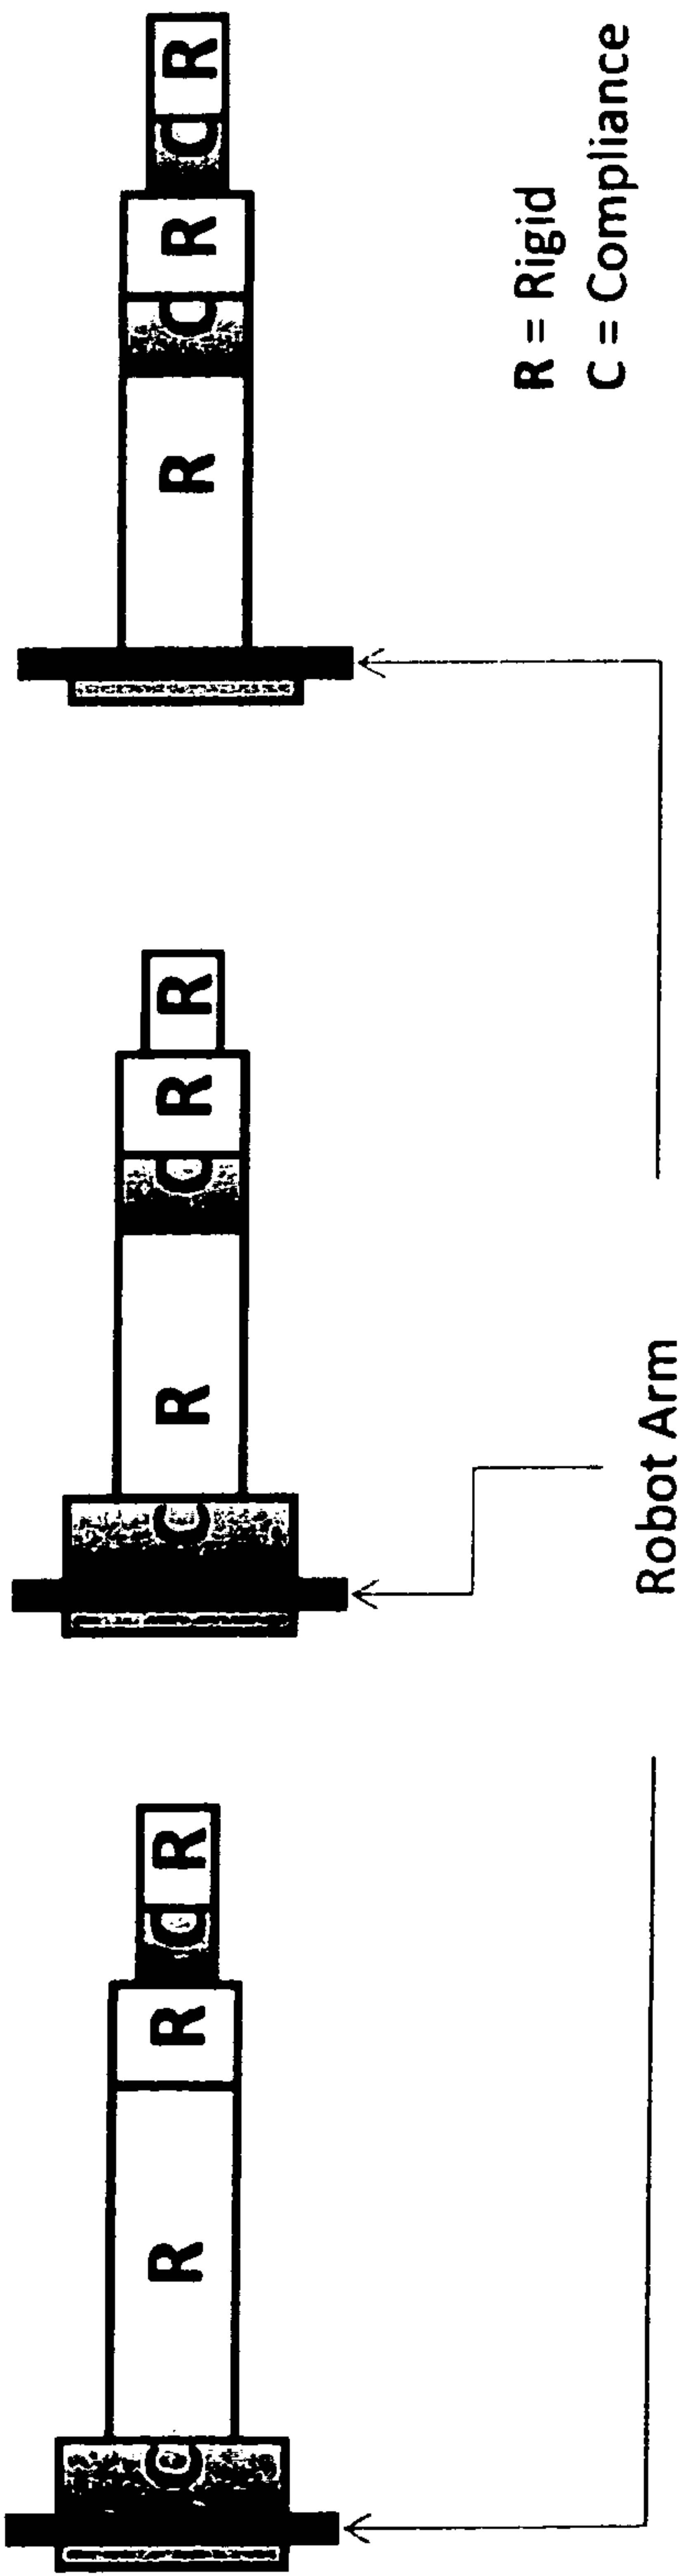 C R R C R
C R C R R
R C R C R
R = Rigid
C = Compliance
Robot Arm